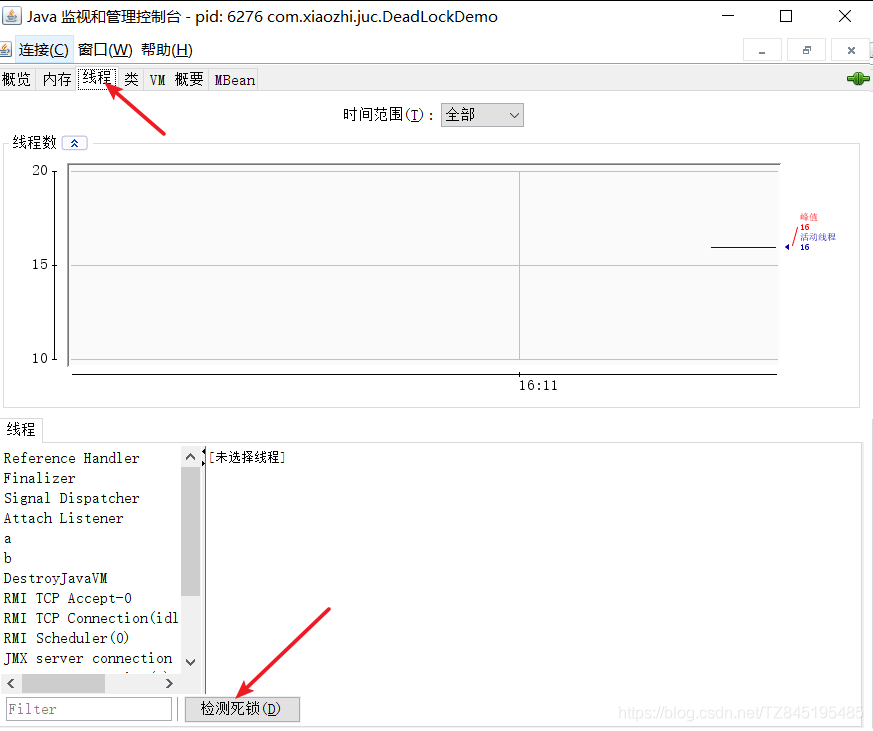 Java 监视和管理控制台 - pid: 6276 com.xiaozhi.juc.DeadLockDemo
连接(C) 窗口(W) 帮助(H)
概览 内存 线程 类 VM 概要 MBean
时间范围(T)： 全部
线程数
20
峰值
16
活动线程
16
15
10
16:11
线程
Reference Handler
[未选择线程]
Finalizer
Signal Dispatcher
Attach Listener
a
b
DestroyJavaVM
RMI TCP Accept-0
RMI TCP Connection(idl
RMI Scheduler(0)
JMX server connection
Filter
检测死锁(D)
https://blog.csdn.net/TZ845195485